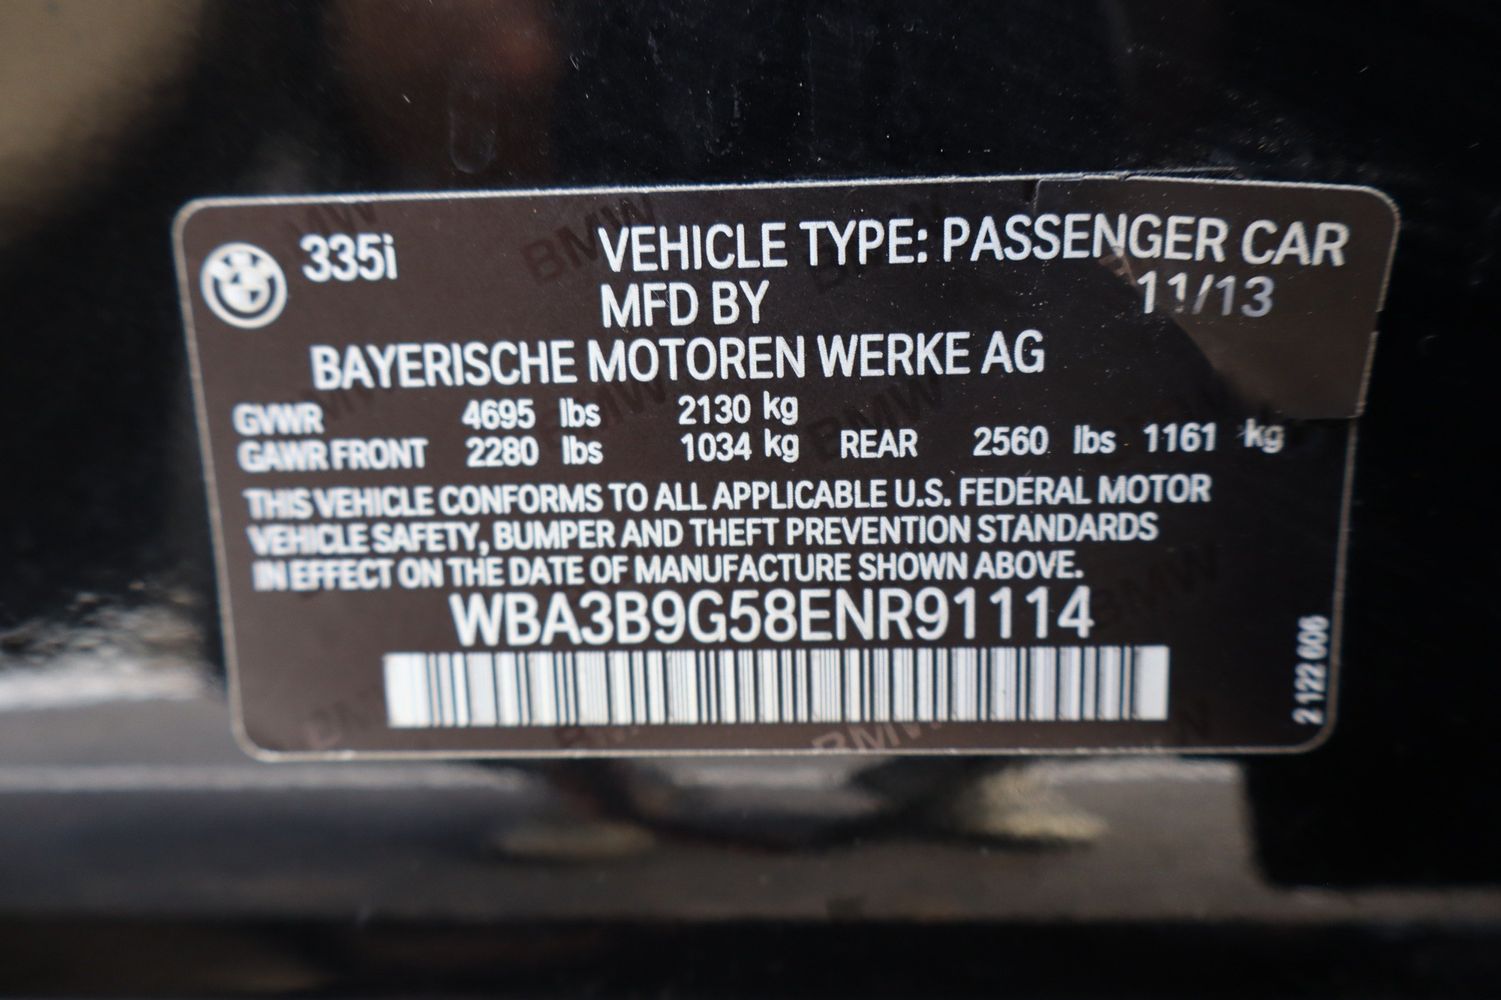 335i VEHICLE TYPE: PASSENGER CAR
MFD BY 11/13
BAYERISCHE MOTOREN WERKE AG
GVWR 4695 lbs 2130 kg
GAWR FRONT 2280 lbs 1034 kg REAR 2560 lbs 1161 kg
THIS VEHICLE CONFORMS TO ALL APPLICABLE U.S. FEDERAL MOTOR
VEHICLE SAFETY, BUMPER AND THEFT PREVENTION STANDARDS
IN EFFECT ON THE DATE OF MANUFACTURE SHOWN ABOVE.
WBA3B9G58ENR91114
2 122 606